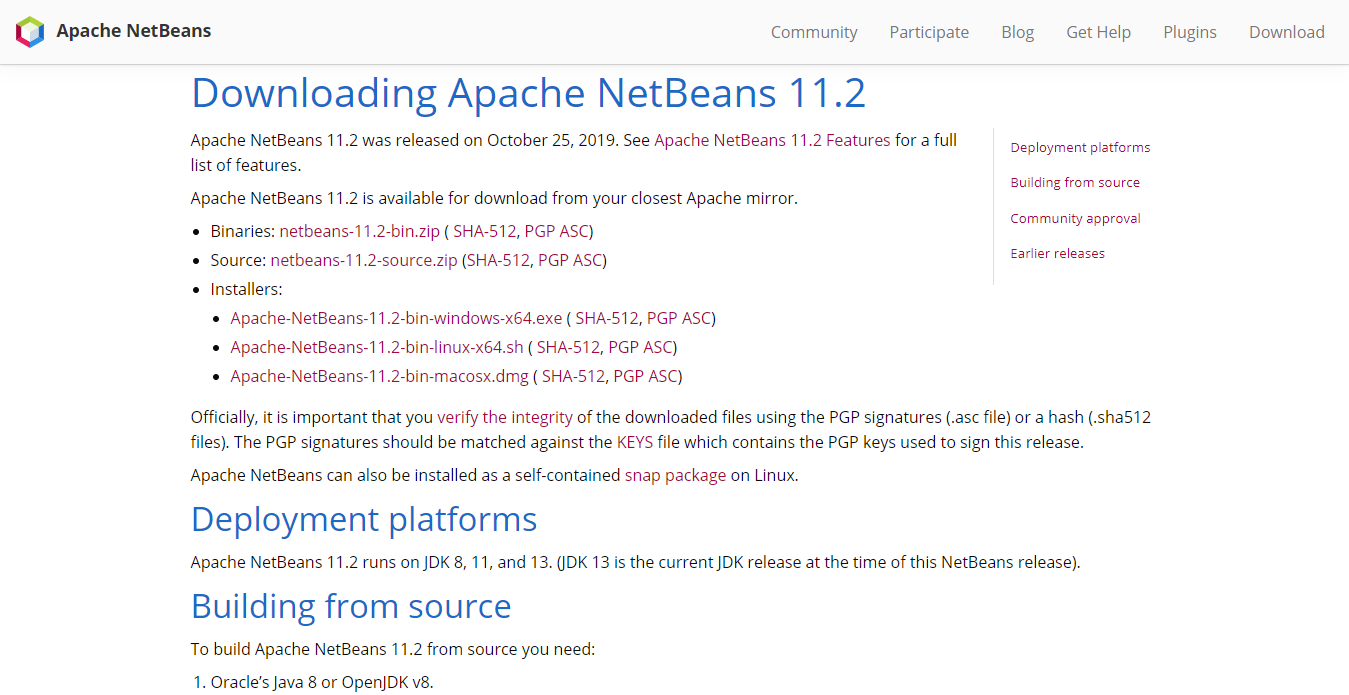 Apache NetBeans
Community Participate Blog Get Help Plugins Download
Downloading Apache NetBeans 11.2
Apache NetBeans 11.2 was released on October 25, 2019. See Apache NetBeans 11.2 Features for a full
list of features.
Apache NetBeans 11.2 is available for download from your closest Apache mirror.
• Binaries: netbeans-11.2-bin.zip ( SHA-512, PGP ASC)
• Source: netbeans-11.2-source.zip (SHA-512, PGP ASC)
• Installers:
• Apache-NetBeans-11.2-bin-windows-x64.exe ( SHA-512, PGP ASC)
• Apache-NetBeans-11.2-bin-linux-x64.sh ( SHA-512, PGP ASC)
• Apache-NetBeans-11.2-bin-macosx.dmg ( SHA-512, PGP ASC)
Deployment platforms
Building from source
Community approval
Earlier releases
Officially, it is important that you verify the integrity of the downloaded files using the PGP signatures (.asc file) or a hash (.sha512
files). The PGP signatures should be matched against the KEYS file which contains the PGP keys used to sign this release.
Apache NetBeans can also be installed as a self-contained snap package on Linux.
Deployment platforms
Apache NetBeans 11.2 runs on JDK 8, 11, and 13. (JDK 13 is the current JDK release at the time of this NetBeans release).
Building from source
To build Apache NetBeans 11.2 from source you need:
1. Oracle’s Java 8 or OpenJDK v8.